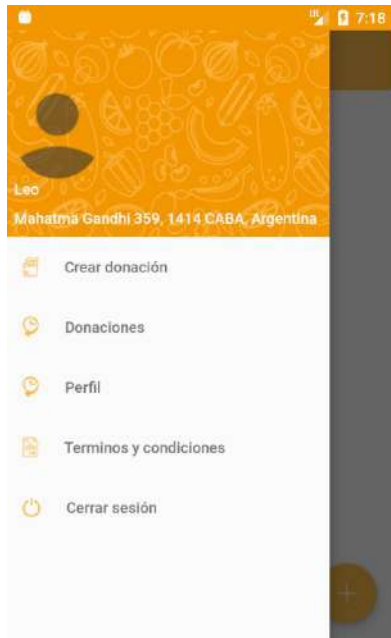 7:18
Leo
Mahatma Gandhi 359, 1414 CABA, Argentina
Crear donación
Donaciones
Perfil
Terminos y condiciones
Cerrar sesión